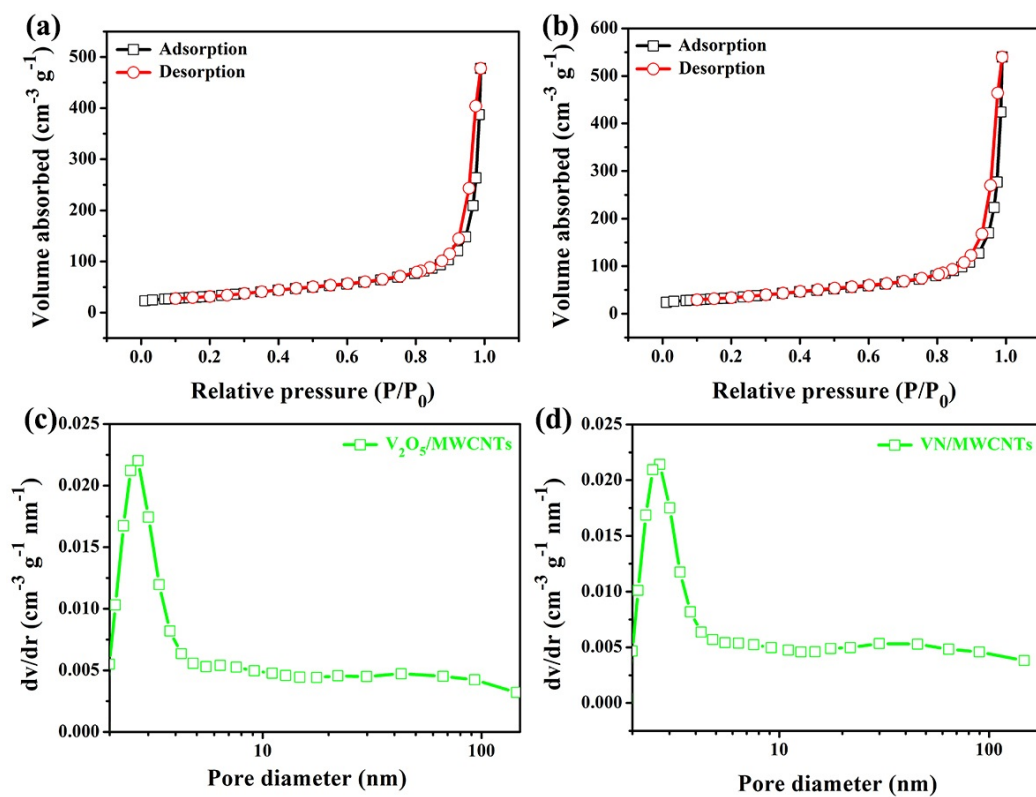 (a)
Adsorption
Desorption
500
400
300
200
100
0
Volume absorbed (cm⁻³ g⁻¹)
0.0 0.2 0.4 0.6 0.8 1.0
Relative pressure (P/P₀)
(b)
Adsorption
Desorption
600
500
400
300
200
100
0
Volume absorbed (cm⁻³ g⁻¹)
0.0 0.2 0.4 0.6 0.8 1.0
Relative pressure (P/P₀)
(c)
V₂O₅/MWCNTs
0.025
0.020
0.015
0.010
0.005
0.000
dv/dr (cm⁻³ g⁻¹ nm⁻¹)
10 100
Pore diameter (nm)
(d)
VN/MWCNTs
0.025
0.020
0.015
0.010
0.005
0.000
dv/dr (cm⁻³ g⁻¹ nm⁻¹)
10 100
Pore diameter (nm)